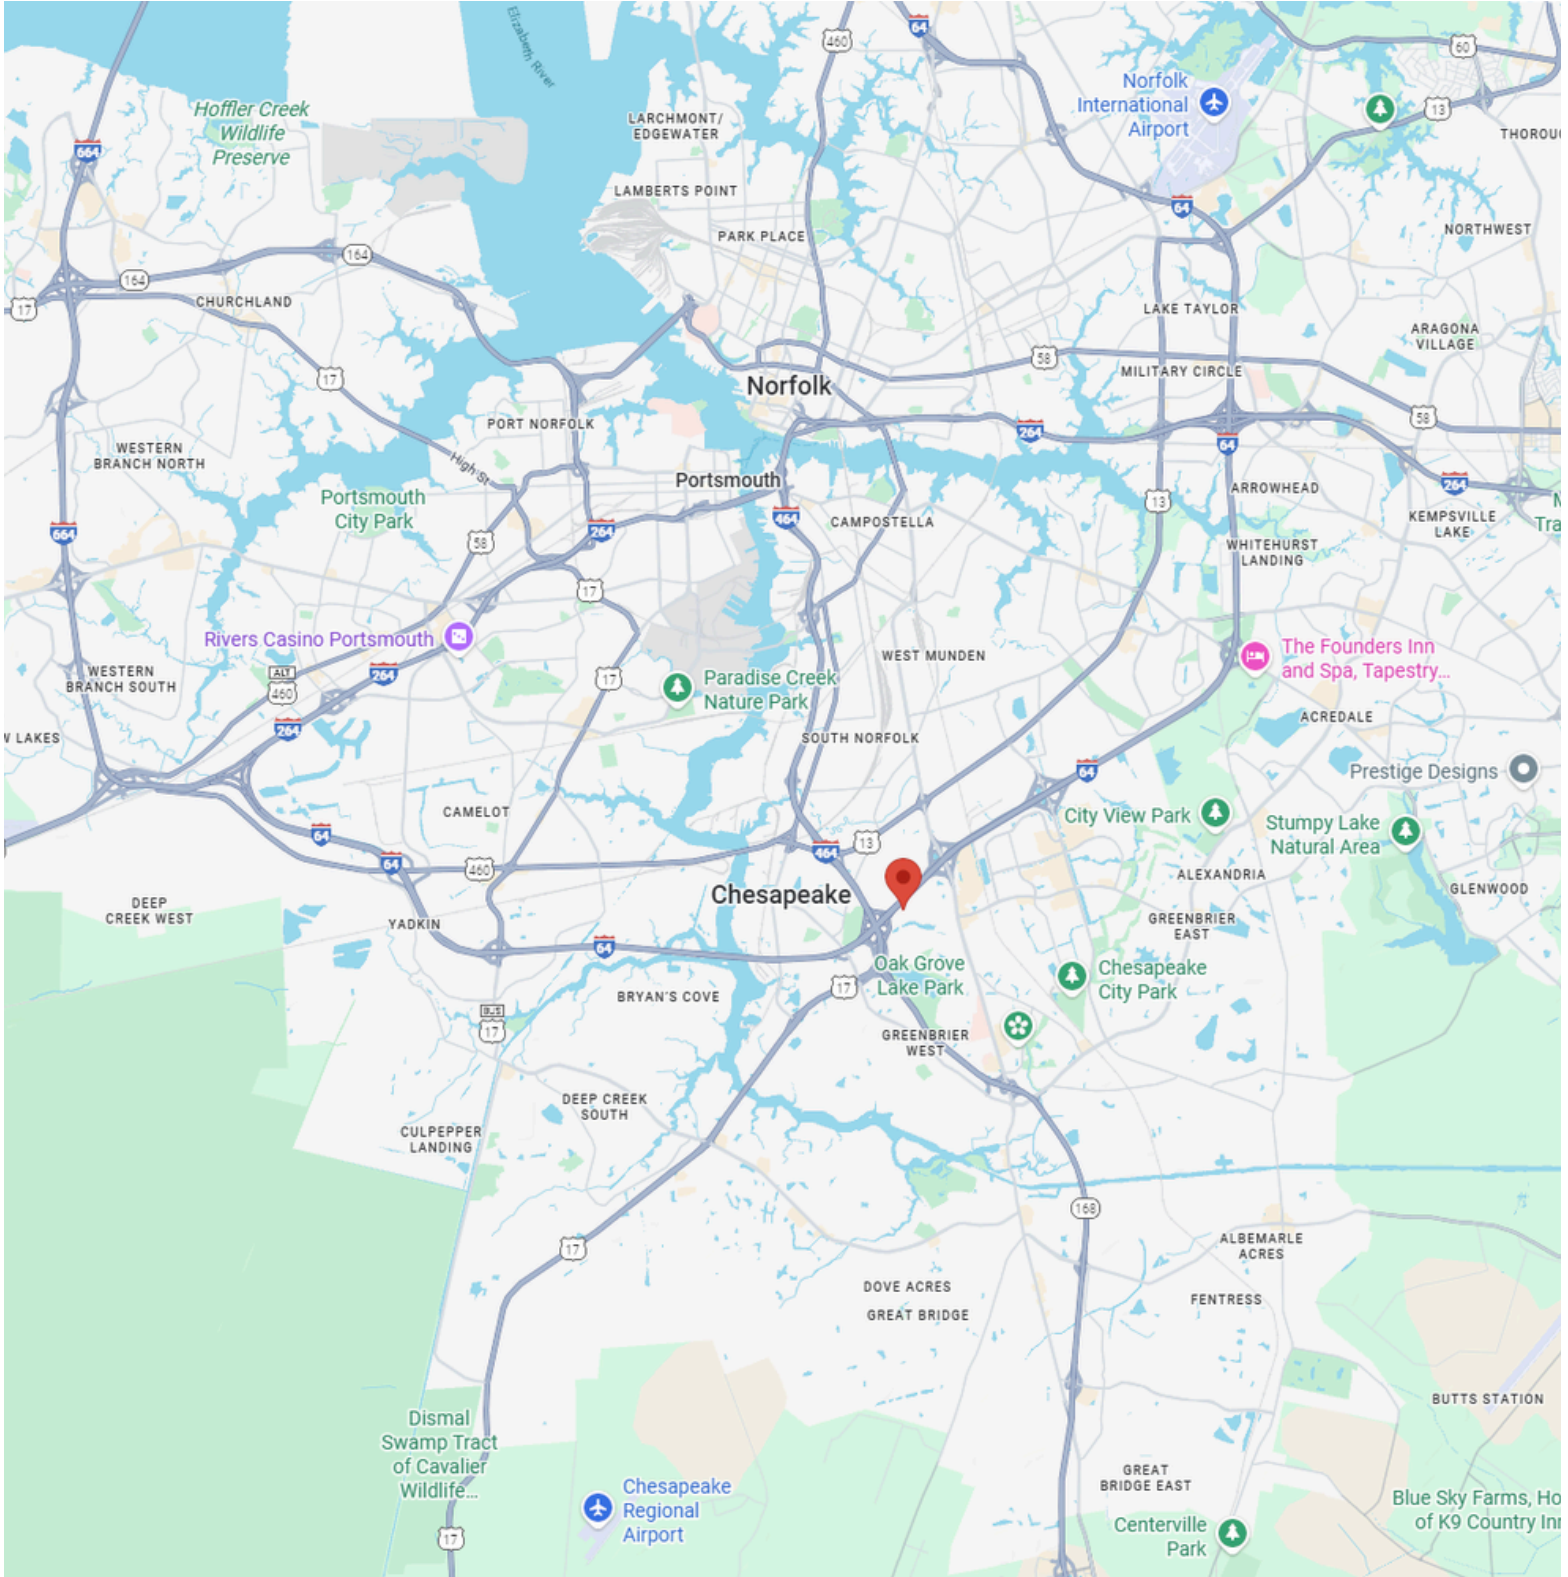 Elizabeth River
460
64
60
Norfolk
International
Airport
13
Hoffler Creek
Wildlife
Preserve
LARCHMONT/
EDGEWATER
664
LAMBERTS POINT
64
PARK PLACE
NORTHWEST
164
164
17
CHURCHLAND
LAKE TAYLOR
ARAGONA
VILLAGE
58
MILITARY CIRCLE
17
Norfolk
PORT NORFOLK
264
58
64
WESTERN
BRANCH NORTH
High St
Portsmouth
ARROWHEAD
264
Portsmouth
City Park
13
464
CAMPOSTELLA
KEMPSVILLE
LAKE
664
264
58
WHITEHURST
LANDING
17
Rivers Casino Portsmouth
WEST MUNDEN
The Founders Inn
and Spa, Tapestry...
WESTERN
BRANCH SOUTH
ALT
460
264
17
Paradise Creek
Nature Park
264
ACREDALE
W LAKES
SOUTH NORFOLK
64
Prestige Designs
CAMELOT
City View Park
Stumpy Lake
Natural Area
64
64
460
464
13
ALEXANDRIA
GLENWOOD
Chesapeake
DEEP
CREEK WEST
YADKIN
GREENBRIER
EAST
64
Oak Grove
Lake Park
Chesapeake
City Park
17
BRYAN'S COVE
BUS
17
GREENBRIER
WEST
DEEP CREEK
SOUTH
CULPEPPER
LANDING
168
17
ALBEMARLE
ACRES
DOVE ACRES
FENTRESS
GREAT BRIDGE
BUTTS STATION
Dismal
Swamp Tract
of Cavalier
Wildlife...
GREAT
BRIDGE EAST
Chesapeake
Regional
Airport
Blue Sky Farms, Ho
of K9 Country Inn
Centerville
Park
17